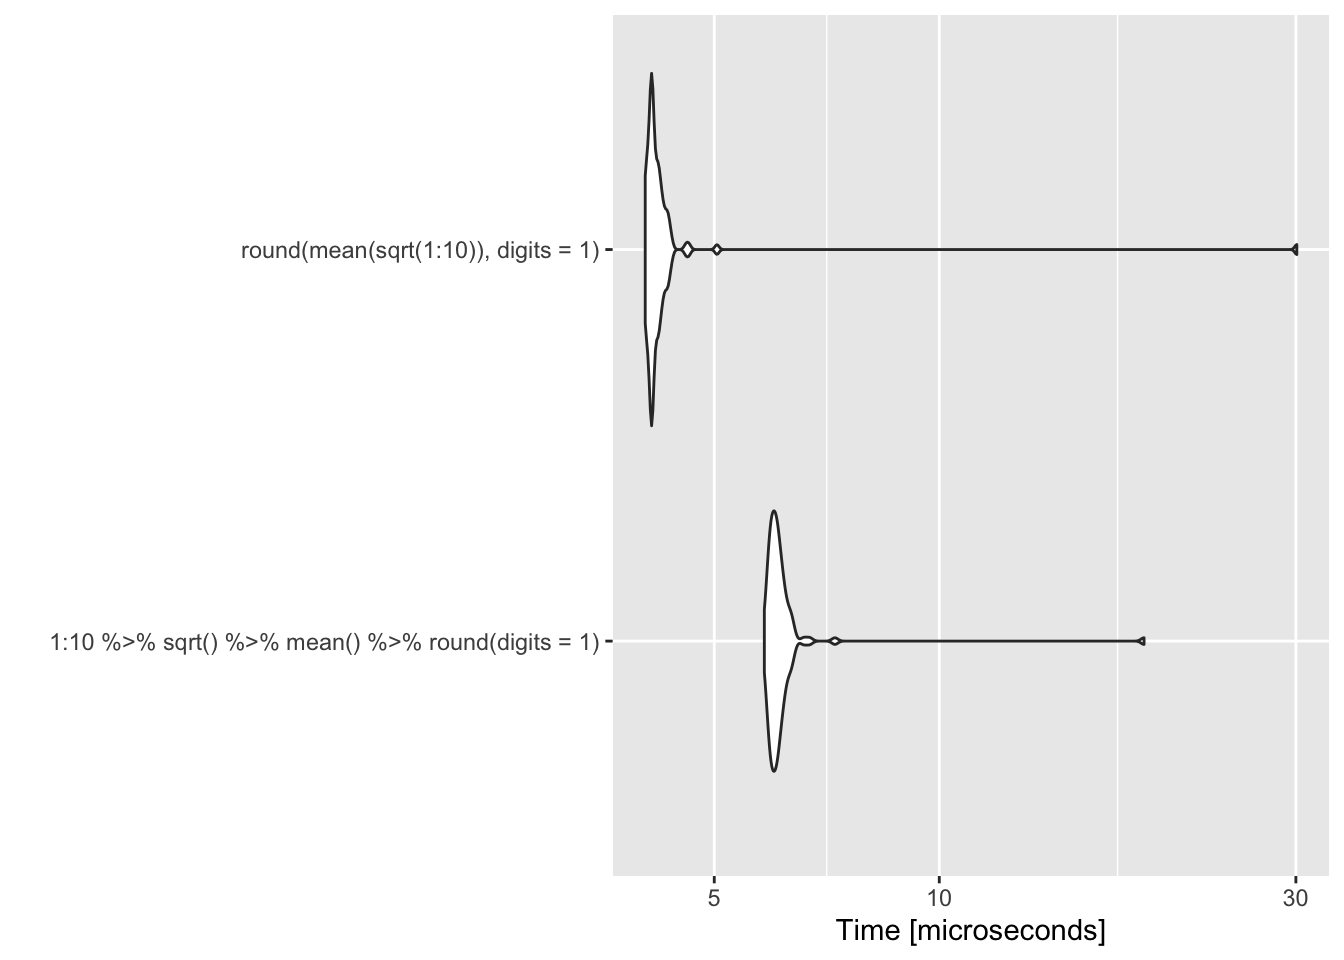 round(mean(sqrt(1:10)), digits = 1)
1:10 %>% sqrt() %>% mean() %>% round(digits = 1)
5 10 30
Time [microseconds]